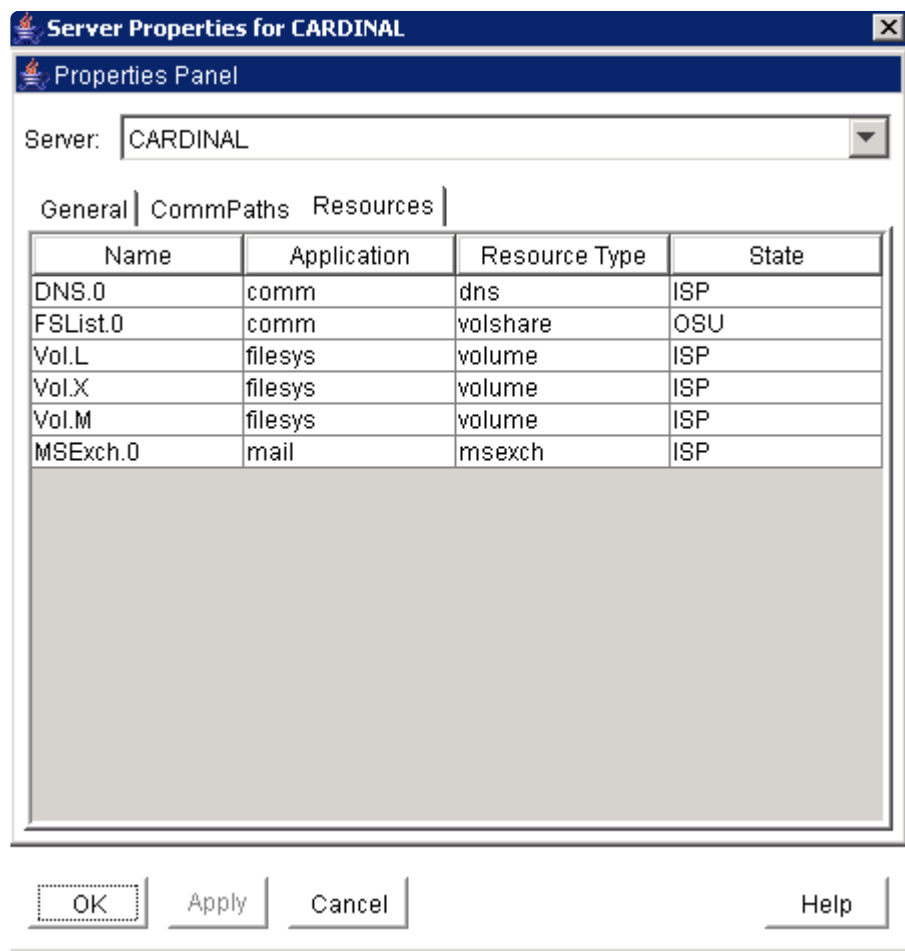 Server Properties for CARDINAL
Properties Panel
Server: CARDINAL
General CommPaths Resources
Name Application Resource Type State
DNS.0 comm dns ISP
FSList.0 comm volshare OSU
Vol.L filesys volume ISP
Vol.X filesys volume ISP
Vol.M filesys volume ISP
MSExch.0 mail msexch ISP
OK Apply Cancel Help